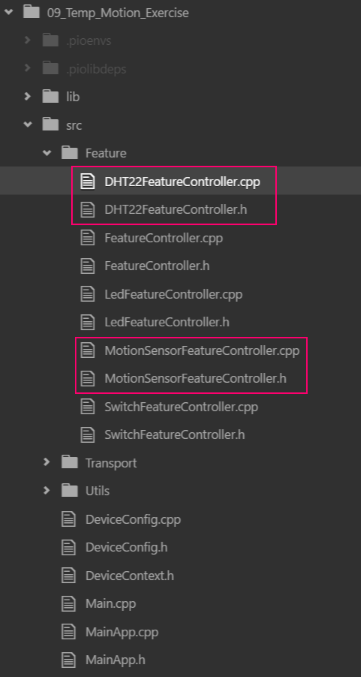 09_Temp_Motion_Exercise
.pioenvs
.piolibdeps
lib
src
Feature
DHT22FeatureController.cpp
DHT22FeatureController.h
FeatureController.cpp
FeatureController.h
LedFeatureController.cpp
LedFeatureController.h
MotionSensorFeatureController.cpp
MotionSensorFeatureController.h
SwitchFeatureController.cpp
SwitchFeatureController.h
Transport
Utils
DeviceConfig.cpp
DeviceConfig.h
DeviceContext.h
Main.cpp
MainApp.cpp
MainApp.h